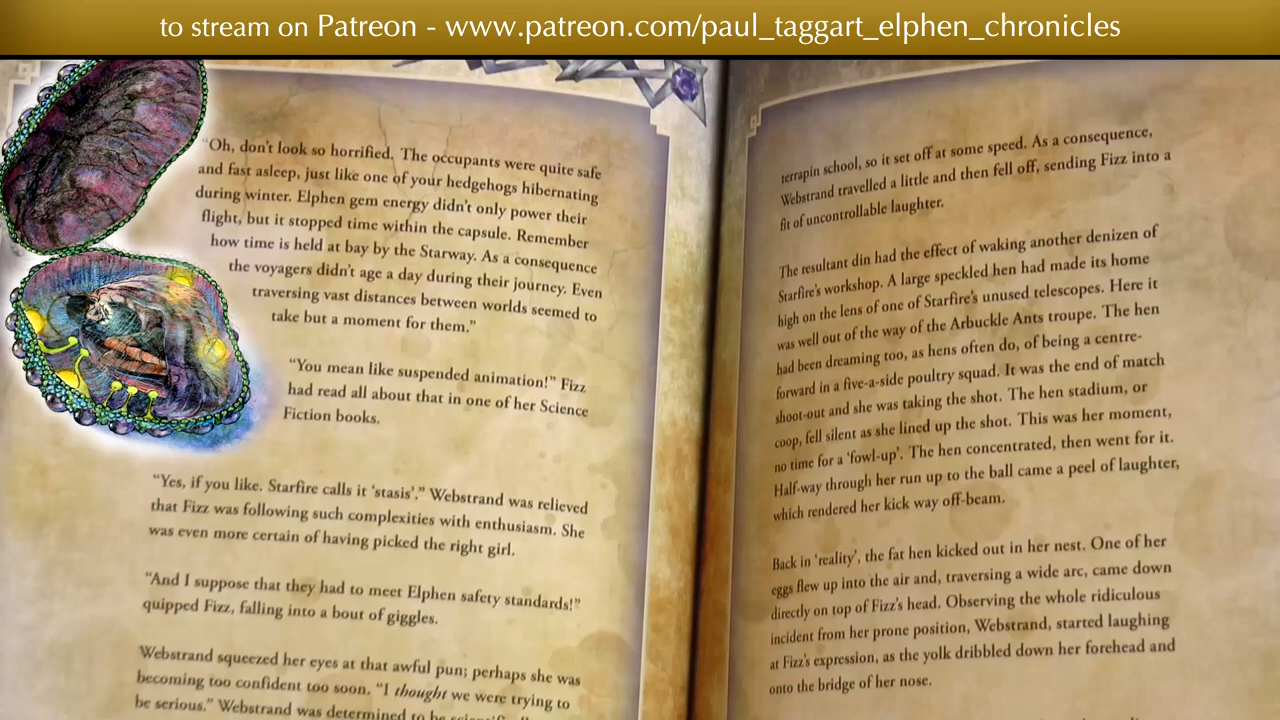 to stream on Patreon - www.patreon.com/paul_taggart_elphen_chronicles
"Oh, don't look so horrified. The occupants were quite safe
and fast asleep, just like one of your hedgehogs hibernating
during winter. Elphen gem energy didn't only power their
flight, but it stopped time within the capsule. Remember
how time is held at bay by the Starway. As a consequence
the voyagers didn't age a day during their journey. Even
traversing vast distances between worlds seemed to
take but a moment for them."
"You mean like suspended animation!" Fizz
had read all about that in one of her Science
Fiction books.
"Yes, if you like. Starfire calls it 'stasis'." Webstrand was relieved
that Fizz was following such complexities with enthusiasm. She
was even more certain of having picked the right girl.
"And I suppose that they had to meet Elphen safety standards!"
quipped Fizz, falling into a bout of giggles.
Webstrand squeezed her eyes at that awful pun; perhaps she was
becoming too confident too soon. "I thought we were trying to
be serious." Webstrand was determined to be
terrapin school, so it set off at some speed. As a consequence,
Webstrand travelled a little and then fell off, sending Fizz into a
fit of uncontrollable laughter.
The resultant din had the effect of waking another denizen of
Starfire's workshop. A large speckled hen had made its home
high on the lens of one of Starfire's unused telescopes. Here it
was well out of the way of the Arbuckle Ants troupe. The hen
had been dreaming too, as hens often do, of being a centre-
forward in a five-a-side poultry squad. It was the end of match
shoot-out and she was taking the shot. The hen stadium, or
coop, fell silent as she lined up the shot. This was her moment,
no time for a 'fowl-up'. The hen concentrated, then went for it.
Half-way through her run up to the ball came a peel of laughter,
which rendered her kick way off-beam.
Back in 'reality', the fat hen kicked out in her nest. One of her
eggs flew up into the air and, traversing a wide arc, came down
directly on top of Fizz's head. Observing the whole ridiculous
incident from her prone position, Webstrand, started laughing
at Fizz's expression, as the yolk dribbled down her forehead and
onto the bridge of her nose.